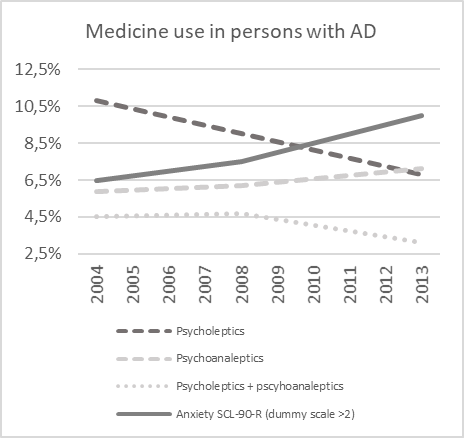 Medicine use in persons with AD
12,5%
10,5%
8,5%
6,5%
4,5%
2,5%
2004 2005 2006 2007 2008 2009 2010 2011 2012 2013
Psycholeptics
Psychoanaleptics
Psycholeptics + pscyhoanaleptics
Anxiety SCL-90-R (dummy scale >2)